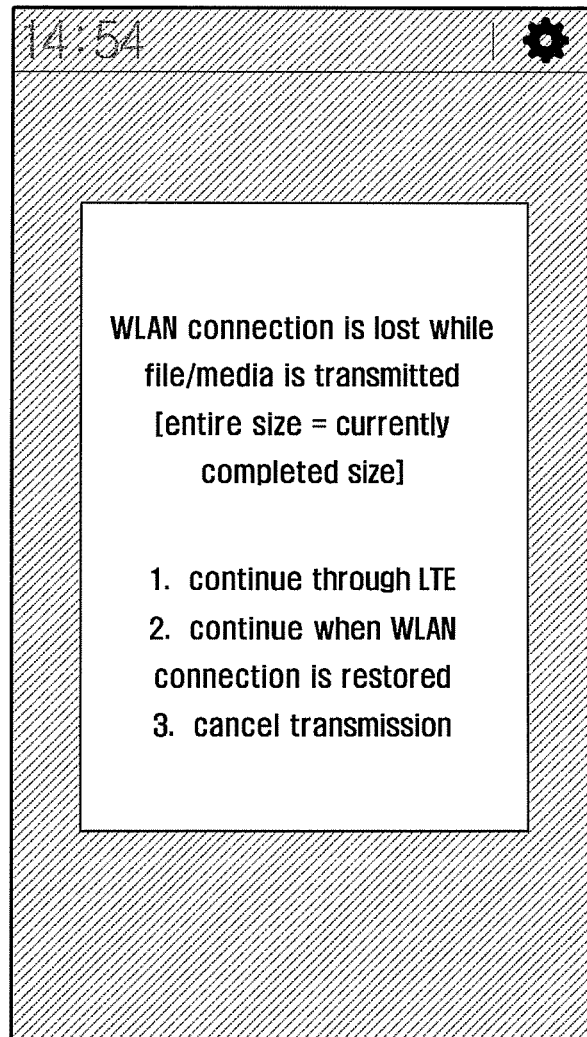 14:54
WLAN connection is lost while
file/media is transmitted
[entire size = currently
completed size]
1. continue through LTE
2. continue when WLAN
connection is restored
3. cancel transmission